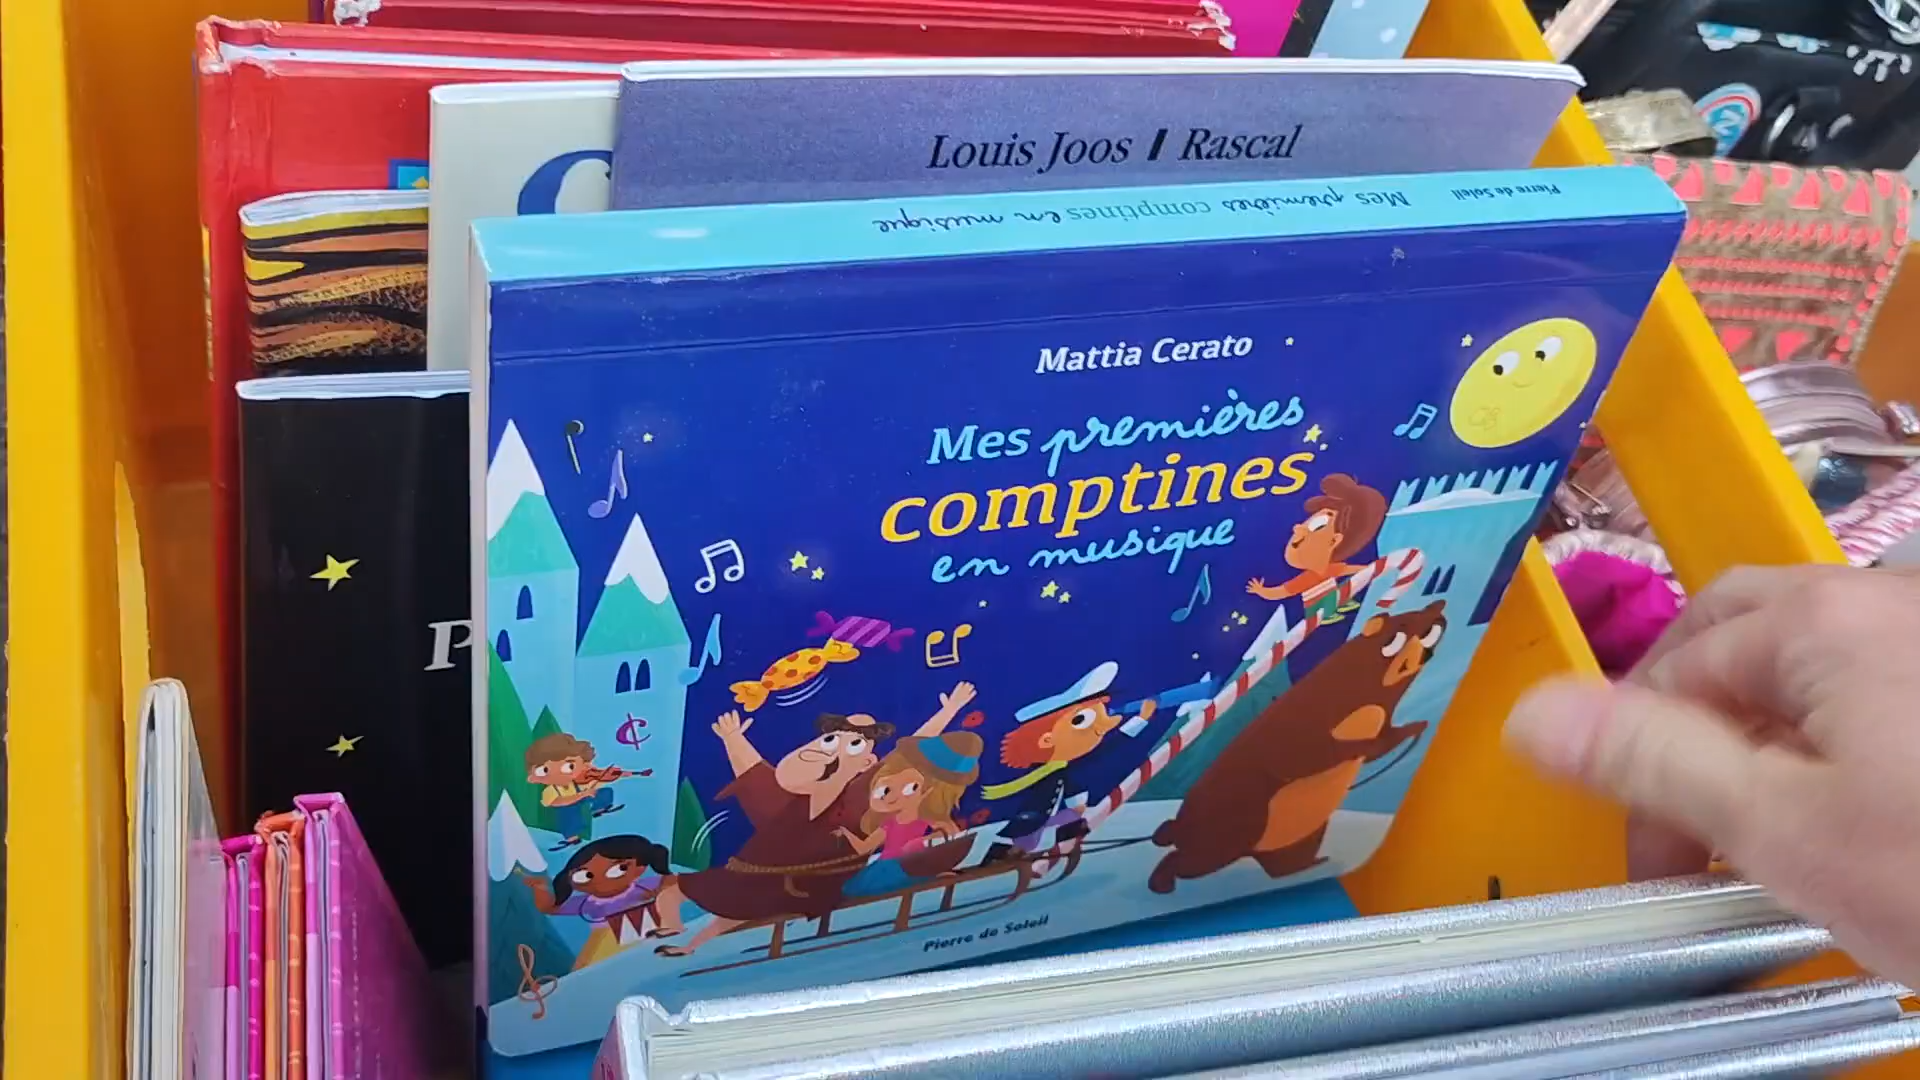 Louis Joos / Rascal
Mes premières comptines en musique Pierre de Soleil
Mattia Cerato
Mes premières
comptines
en musique
Pierre de Soleil
P